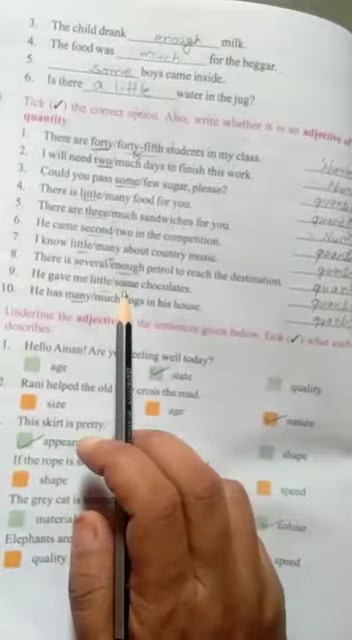 3. The child drank enough milk.
4. The food was much for the beggar.
5. Some boys came inside.
6. Is there a little water in the jug?
Tick (✓) the correct option. Also, write whether it is an adjective of
quantity
1. There are forty/forty-fifth students in my class.
2. I will need two/much days to finish this work.
3. Could you pass some/few sugar, please?
4. There is little/many food for you.
5. There are three/much sandwiches for you.
6. He came second/two in the competition.
7. I know little/many about country music.
8. There is several/enough petrol to reach the destination.
9. He gave me little/some chocolates.
10. He has many/much dogs in his house.
Underline the the sentences given below. Tick (✓) what each
describes.
1. Hello Aman! Are feeling well today?
age state quality
2. Rani helped the old cross the road.
size age nature
This skirt is pretty.
shape
If the rope is
shape speed
The grey cat is
colour
Elephants are
quality speed